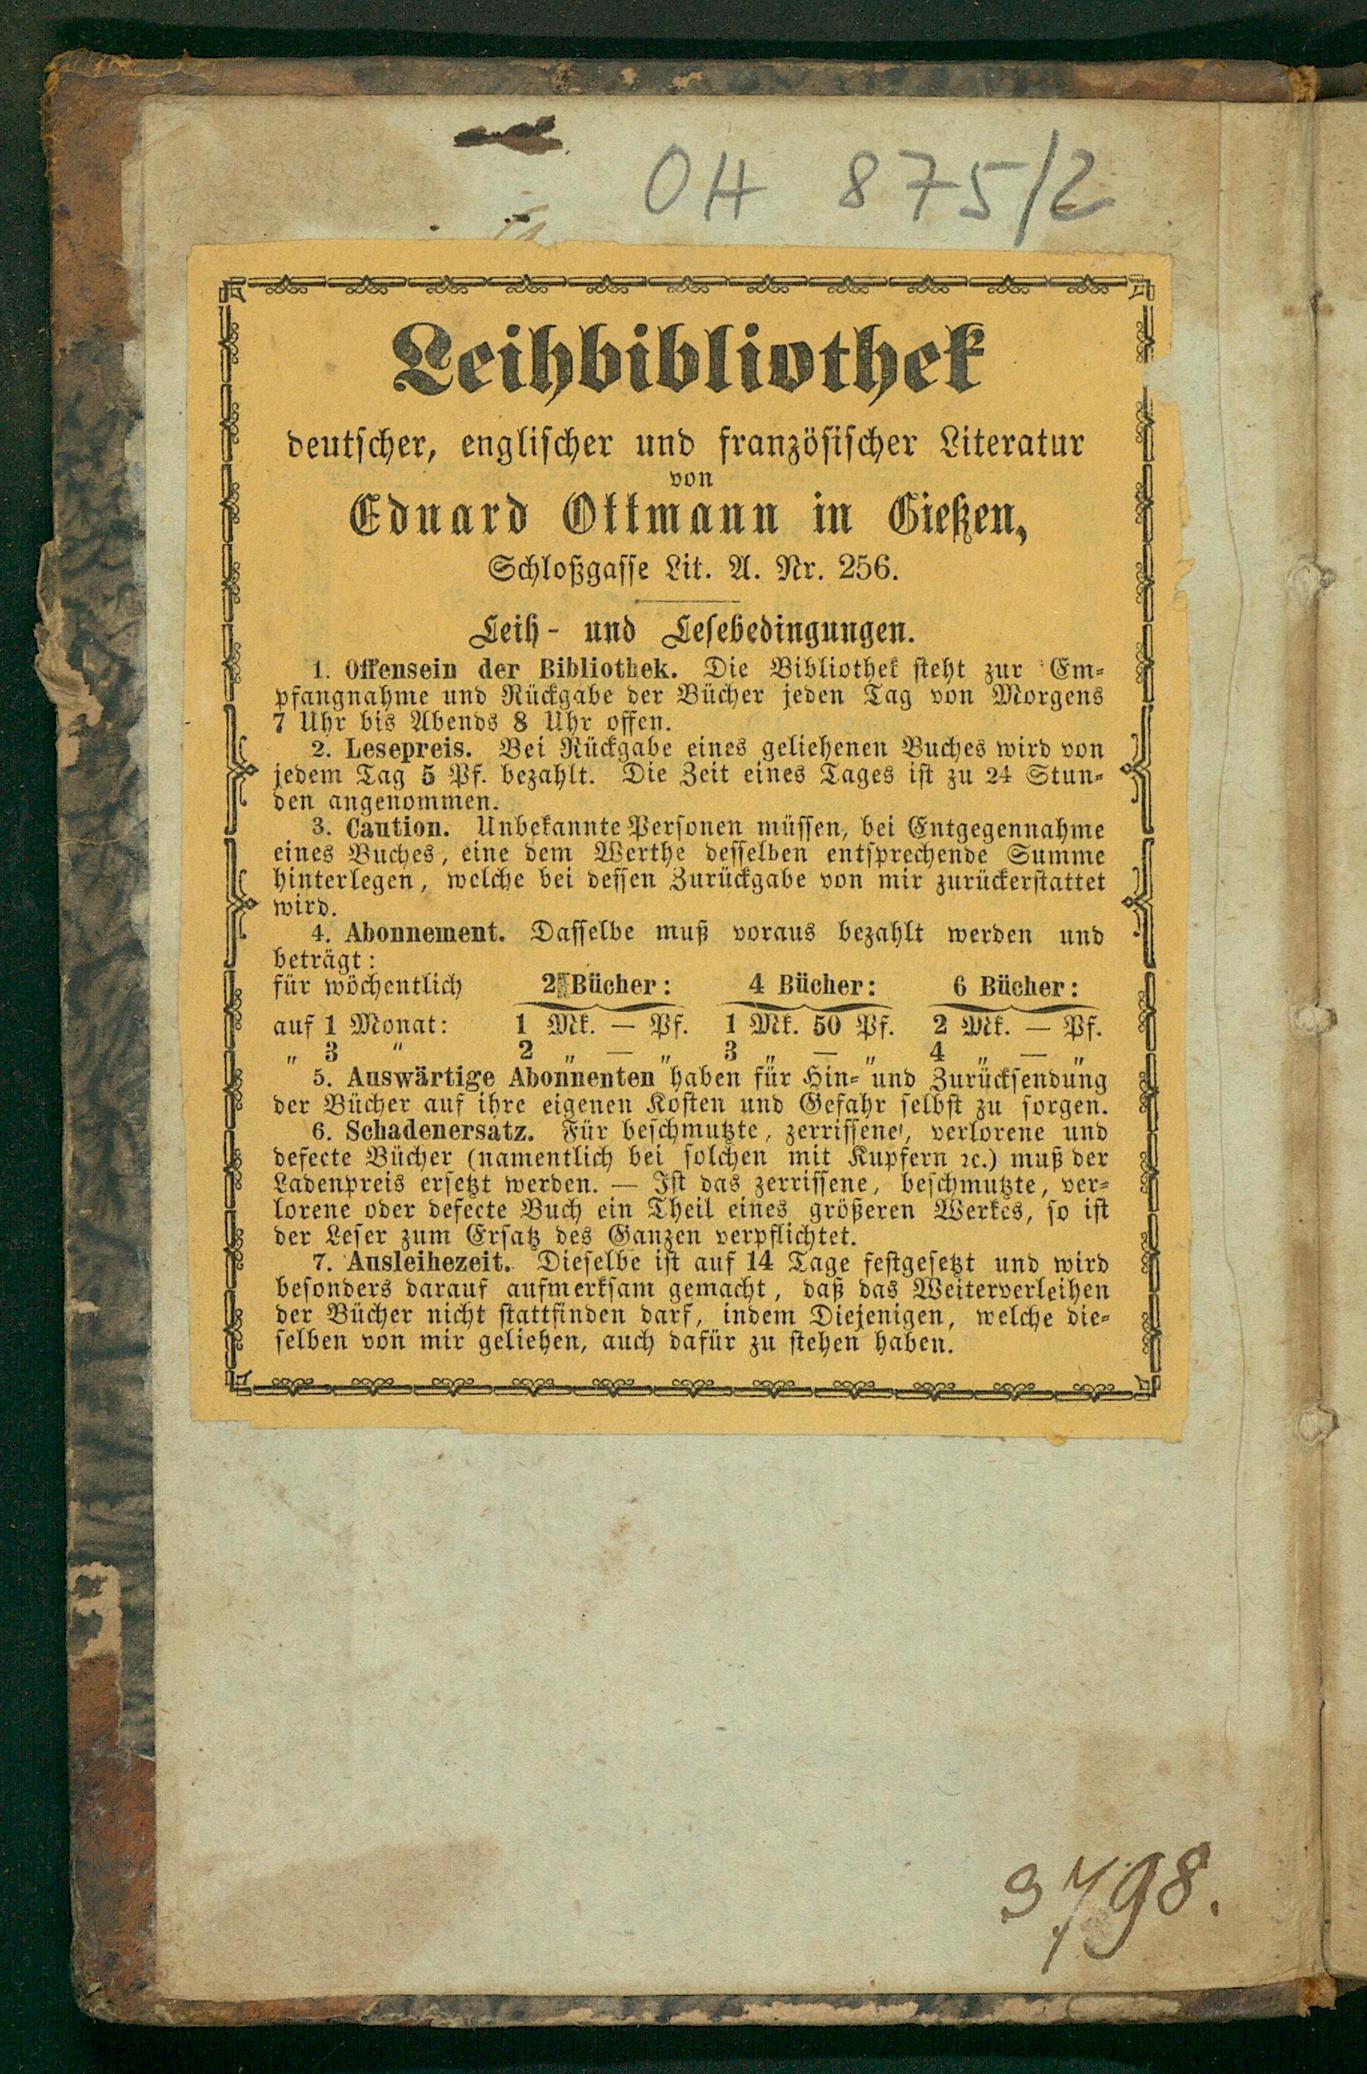 OH 875/2
Leihbibliothek
deutscher, englischer und französischer Literatur
von
Eduard Ottmann in Gießen,
Schloßgasse Lit. A. Nr. 256.
Leih- und Lesebedingungen.
1. Offensein der Bibliothek. Die Bibliothek steht zur Em-
pfangnahme und Rückgabe der Bücher jeden Tag von Morgens
7 Uhr bis Abends 8 Uhr offen.
2. Lesepreis. Bei Rückgabe eines geliehenen Buches wird von
jedem Tag 5 Pf. bezahlt. Die Zeit eines Tages ist zu 24 Stun-
den angenommen.
3. Caution. Unbekannte Personen müssen, bei Entgegennahme
eines Buches, eine dem Werthe desselben entsprechende Summe
hinterlegen, welche bei dessen Zurückgabe von mir zurückerstattet
wird.
4. Abonnement. Dasselbe muß voraus bezahlt werden und
beträgt:
für wöchentlich 2 Bücher: 4 Bücher: 6 Bücher:
auf 1 Monat: 1 Mk. — Pf. 1 Mk. 50 Pf. 2 Mk. — Pf.
„ 3 " 2 „ — „ 3 „ — „ 4 „ — „
5. Auswärtige Abonnenten haben für Hin- und Zurücksendung
der Bücher auf ihre eigenen Kosten und Gefahr selbst zu sorgen.
6. Schadenersatz. Für beschmutzte, zerrissene, verlorene und
defecte Bücher (namentlich bei solchen mit Kupfern ꝛc.) muß der
Ladenpreis ersetzt werden. — Ist das zerrissene, beschmutzte, ver-
lorene oder defecte Buch ein Theil eines größeren Werkes, so ist
der Leser zum Ersatz des Ganzen verpflichtet.
7. Ausleihezeit. Dieselbe ist auf 14 Tage festgesetzt und wird
besonders darauf aufmerksam gemacht, daß das Weiterverleihen
der Bücher nicht stattfinden darf, indem Diejenigen, welche die-
selben von mir geliehen, auch dafür zu stehen haben.
3798.